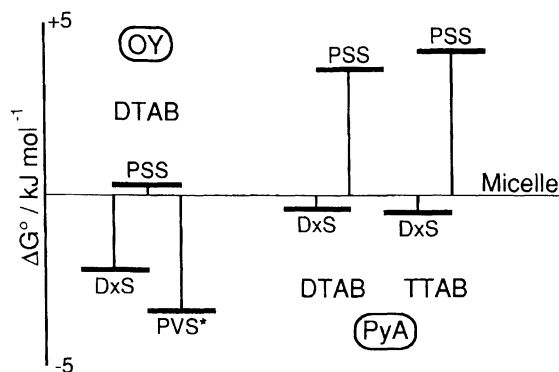 +5
OY
PSS
PSS
DTAB
PSS
Micelle
ΔG° / kJ mol⁻¹
DxS
DxS
DxS
PVS*
DTAB
TTAB
PyA
-5